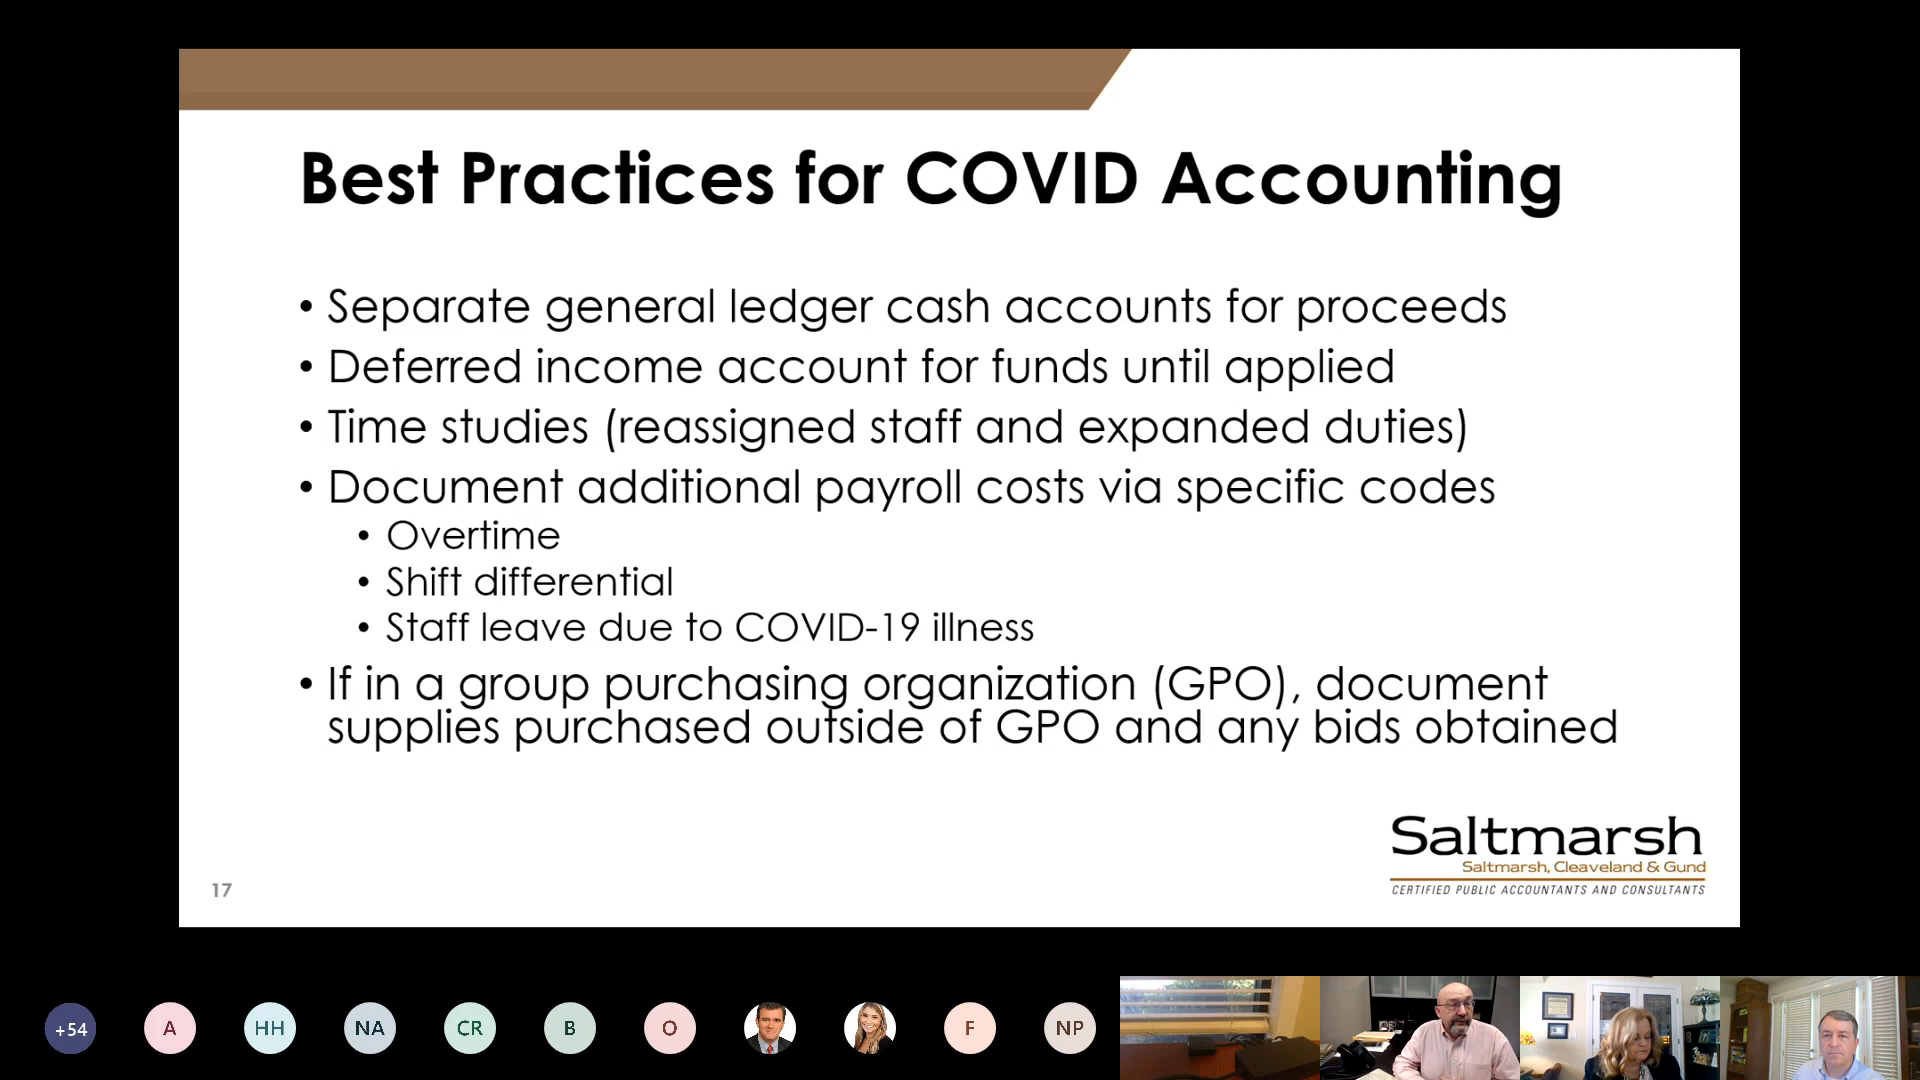 Best Practices for COVID Accounting
• Separate general ledger cash accounts for proceeds
• Deferred income account for funds until applied
• Time studies (reassigned staff and expanded duties)
• Document additional payroll costs via specific codes
• Overtime
• Shift differential
• Staff leave due to COVID-19 illness
• If in a group purchasing organization (GPO), document
supplies purchased outside of GPO and any bids obtained
Saltmarsh
Saltmarsh, Cleaveland & Gund
CERTIFIED PUBLIC ACCOUNTANTS AND CONSULTANTS
17
+54
A
HH
NA
CR
B
O
F
NP